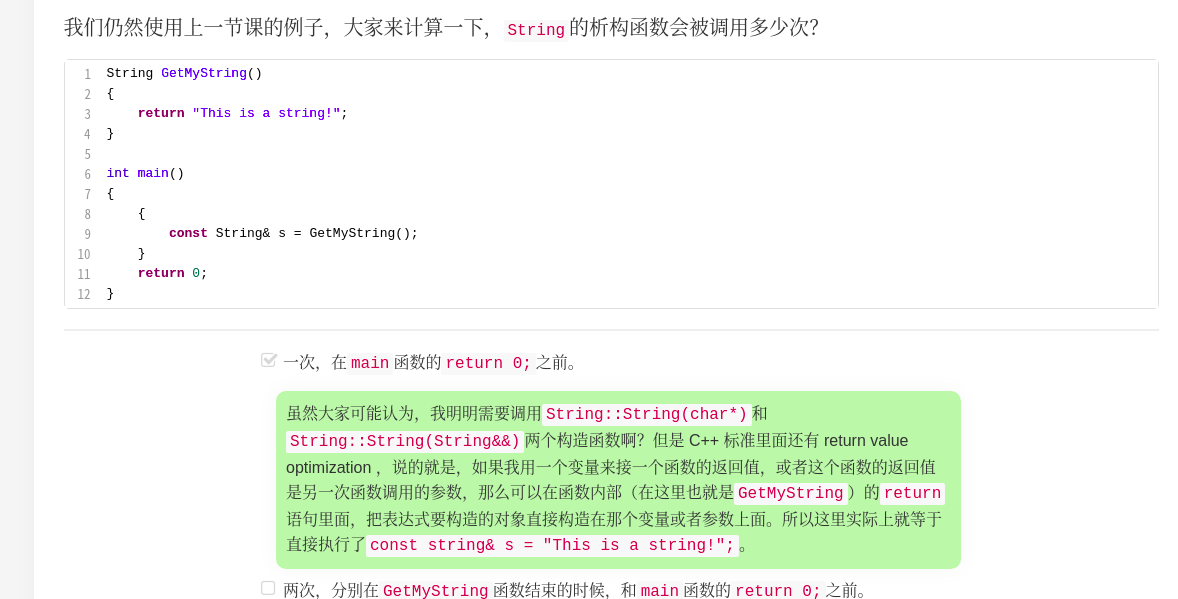 我们仍然使用上一节课的例子，大家来计算一下， String 的析构函数会被调用多少次？
1 String GetMyString()
2 {
3     return "This is a string!";
4 }
5
6 int main()
7 {
8     {
9         const String& s = GetMyString();
10     }
11     return 0;
12 }
一次，在 main 函数的 return 0; 之前。
虽然大家可能认为，我明明需要调用 String::String(char*) 和
String::String(String&&) 两个构造函数啊？但是 C++ 标准里面还有 return value
optimization ，说的就是，如果我用一个变量来接一个函数的返回值，或者这个函数的返回值
是另一次函数调用的参数，那么可以在函数内部（在这里也就是 GetMyString ）的 return
语句里面，把表达式要构造的对象直接构造在那个变量或者参数上面。所以这里实际上就等于
直接执行了 const string& s = "This is a string!"; 。
两次，分别在 GetMyString 函数结束的时候，和 main 函数的 return 0; 之前。